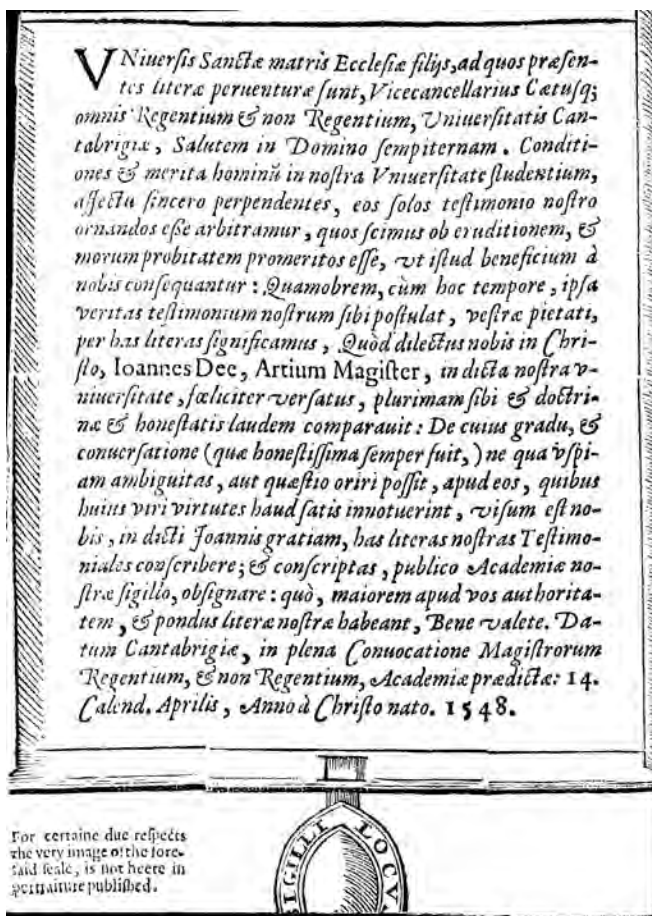 VNiuerſis Sanctæ matris Eccleſiæ filijs, ad quos præſen-
tes literæ peruenturæ ſunt, Vicecancellarius Cætuſq;
omnis Regentium & non Regentium, Vniuerſitatis Can-
tabrigiæ, Salutem in Domino ſempiternam. Conditi-
ones & merita hominũ in noſtra Vniuerſitate ſtudentium,
affectu ſincero perpendentes, eos ſolos teſtimonio noſtro
ornandos eſſe arbitramur, quos ſcimus ob eruditionem, &
morum probitatem promeritos eſſe, vt iſtud beneficium à
nobis conſequantur: Quamobrem, cùm hoc tempore, ipſa
veritas teſtimonium noſtrum ſibi poſtulat, veſtræ pietati,
per has literas ſignificamus, Quòd dilectus nobis in Chri-
ſto, Ioannes Dee, Artium Magiſter, in dicta noſtra v-
niuerſitate, fœliciter verſatus, plurimam ſibi & doctri-
næ & honeſtatis laudem comparauit: De cuius gradu, &
conuerſatione (quæ honeſtiſſima ſemper fuit,) ne qua vſpi-
am ambiguitas, aut quæſtio oriri poſſit, apud eos, quibus
huius viri virtutes haud ſatis innotuerint, viſum eſt no-
bis, in dicti Joannis gratiam, has literas noſtras Teſtimo-
niales conſcribere; & conſcriptas, publico Academiæ no-
ſtræ ſigillo, obſignare: quò, maiorem apud vos authorita-
tem, & pondus literæ noſtræ habeant, Bene valete. Da-
tum Cantabrigiæ, in plena Conuocatione Magiſtrorum
Regentium, & non Regentium, Academiæ prædictæ: 14.
Calend. Aprilis, Anno à Chriſto nato. 1548.
For certaine due reſpects
the very image of the fore-
ſaid ſeale, is not heere in
pourtraiture publiſhed.
SIGILLI LOCVS